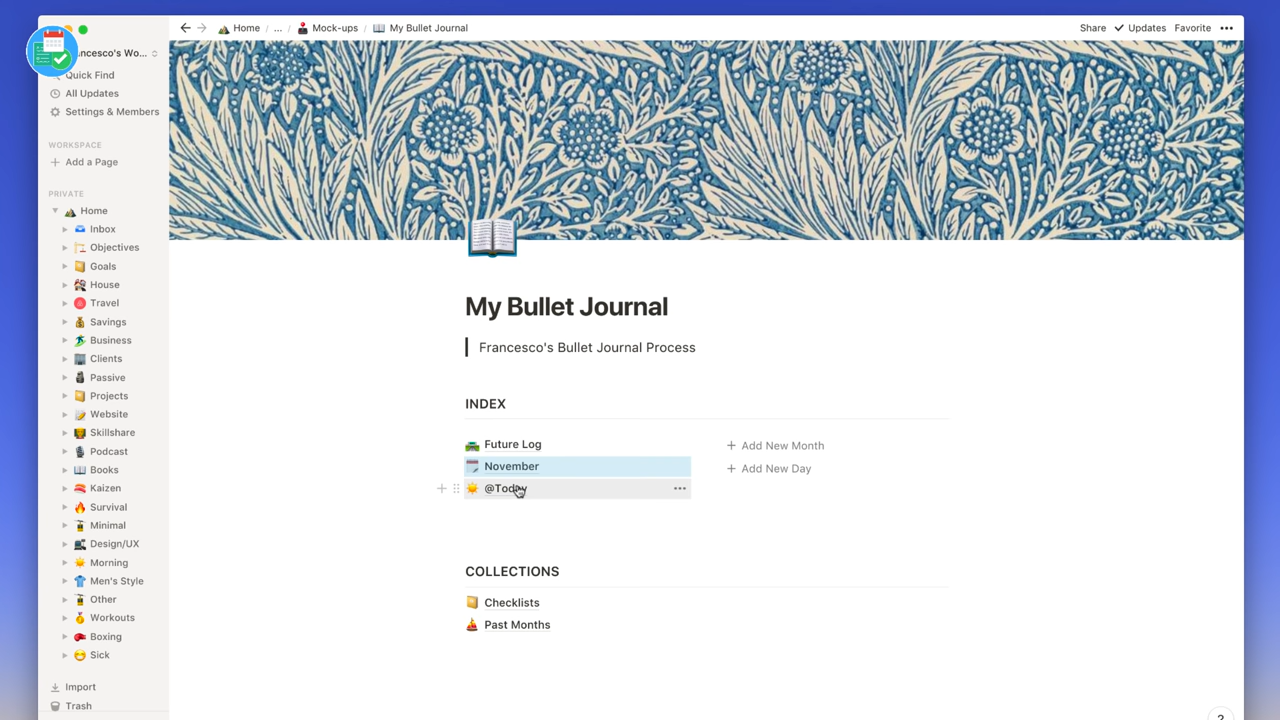 Home / ... / Mock-ups / My Bullet Journal
Share Updates Favorite
ncesco's Wo...
Quick Find
All Updates
Settings & Members
WORKSPACE
Add a Page
PRIVATE
Home
Inbox
Objectives
Goals
House
Travel
Savings
Business
Clients
Passive
Projects
Website
Skillshare
Podcast
Books
Kaizen
Survival
Minimal
Design/UX
Morning
Men's Style
Other
Workouts
Boxing
Sick
Import
Trash
My Bullet Journal
Francesco's Bullet Journal Process
INDEX
Future Log
November
@Today
+ Add New Month
+ Add New Day
COLLECTIONS
Checklists
Past Months
?